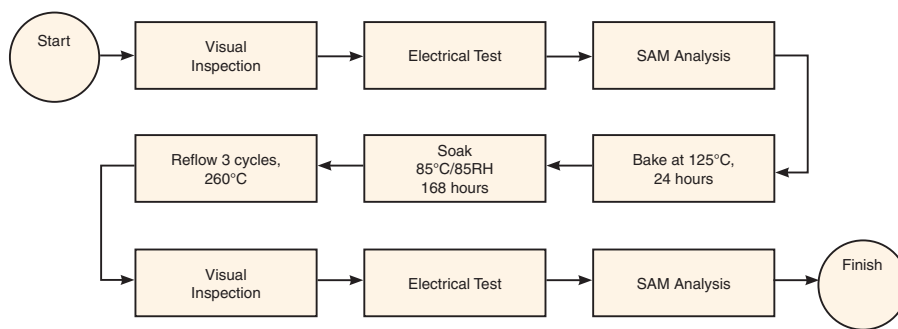 Start
Visual
Inspection
Electrical Test
SAM Analysis
Bake at 125°C,
24 hours
Soak
85°C/85RH
168 hours
Reflow 3 cycles,
260°C
Visual
Inspection
Electrical Test
SAM Analysis
Finish